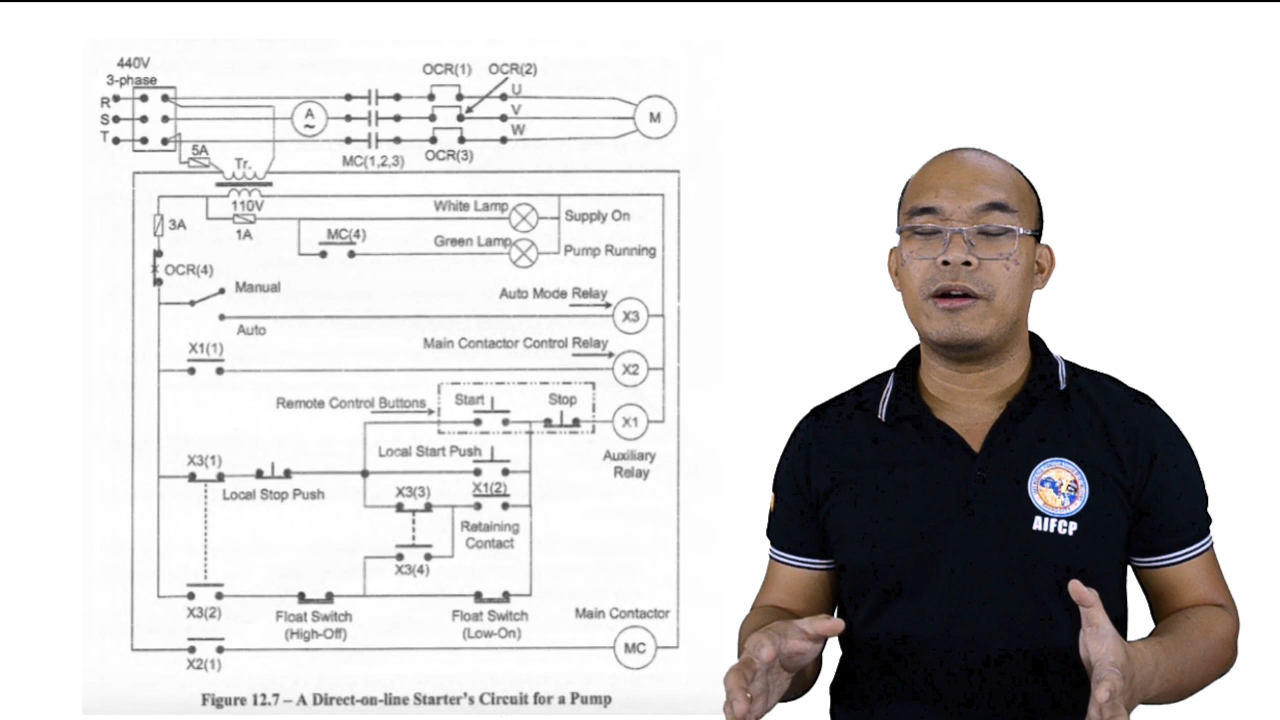 440V
3-phase
R
S
T
OCR(1)
OCR(2)
U
V
W
A
~
M
5A
Tr.
MC(1,2,3)
OCR(3)
110V
1A
3A
White Lamp
Supply On
MC(4)
Green Lamp
Pump Running
OCR(4)
Manual
Auto
Auto Mode Relay
X3
X1(1)
Main Contactor Control Relay
X2
Remote Control Buttons
Start
Stop
X1
Auxiliary
Relay
Local Start Push
X3(1)
Local Stop Push
X1(2)
X3(3)
Retaining
Contact
X3(4)
X3(2)
Float Switch
(High-Off)
Float Switch
(Low-On)
Main Contactor
MC
X2(1)
Figure 12.7 – A Direct-on-line Starter's Circuit for a Pump
AIFCP